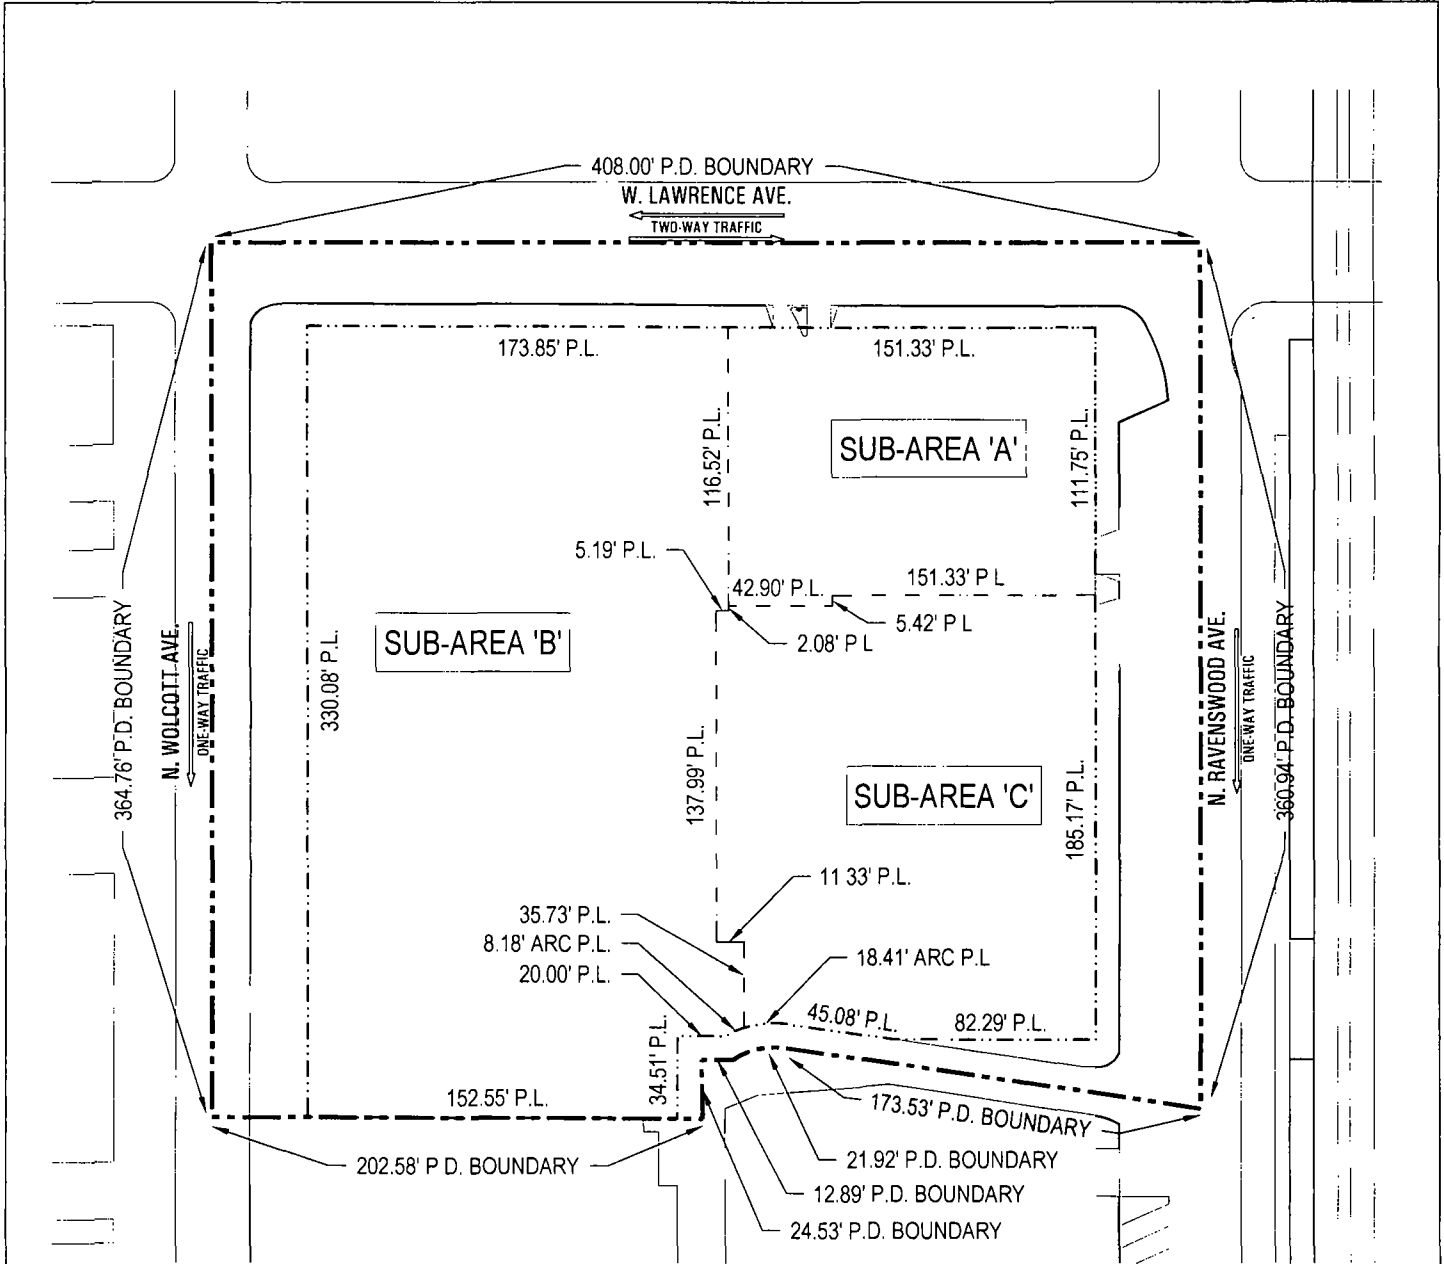 408.00' P.D. BOUNDARY
W. LAWRENCE AVE.
TWO-WAY TRAFFIC
173.85' P.L.
151.33' P.L.
116.52' P.L.
SUB-AREA 'A'
111.75' P.L.
5.19' P.L.
42.90' P.L.
151.33' P L
5.42' P L
2.08' P L
SUB-AREA 'B'
330.08' P.L.
N. WOLCOTT AVE.
ONE-WAY TRAFFIC
364.76' P.D. BOUNDARY
137.99' P.L.
SUB-AREA 'C'
185.17' P.L.
N. RAVENSWOOD AVE.
ONE-WAY TRAFFIC
360.94' P.D. BOUNDARY
11 33' P.L.
35.73' P.L.
8.18' ARC P.L.
20.00' P.L.
18.41' ARC P.L
45.08' P.L.
82.29' P.L.
34.51' P.L.
152.55' P.L.
173.53' P.D. BOUNDARY
202.58' P D. BOUNDARY
21.92' P.D. BOUNDARY
12.89' P.D. BOUNDARY
24.53' P.D. BOUNDARY